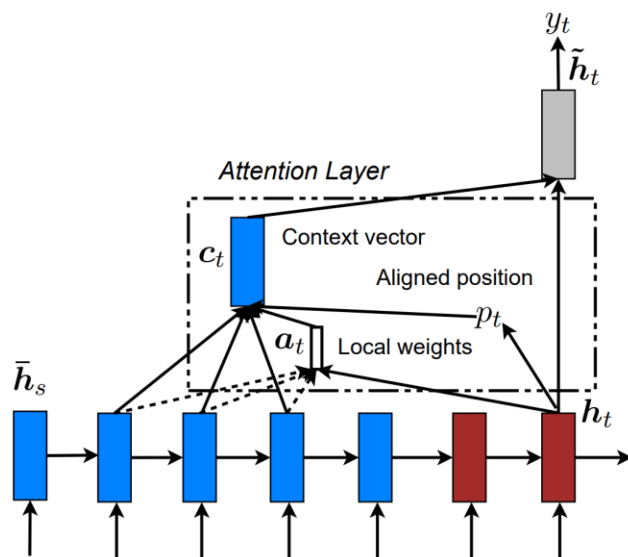 y_t
h̃_t
Attention Layer
c_t
Context vector
Aligned position
p_t
a_t
Local weights
h̄_s
h_t